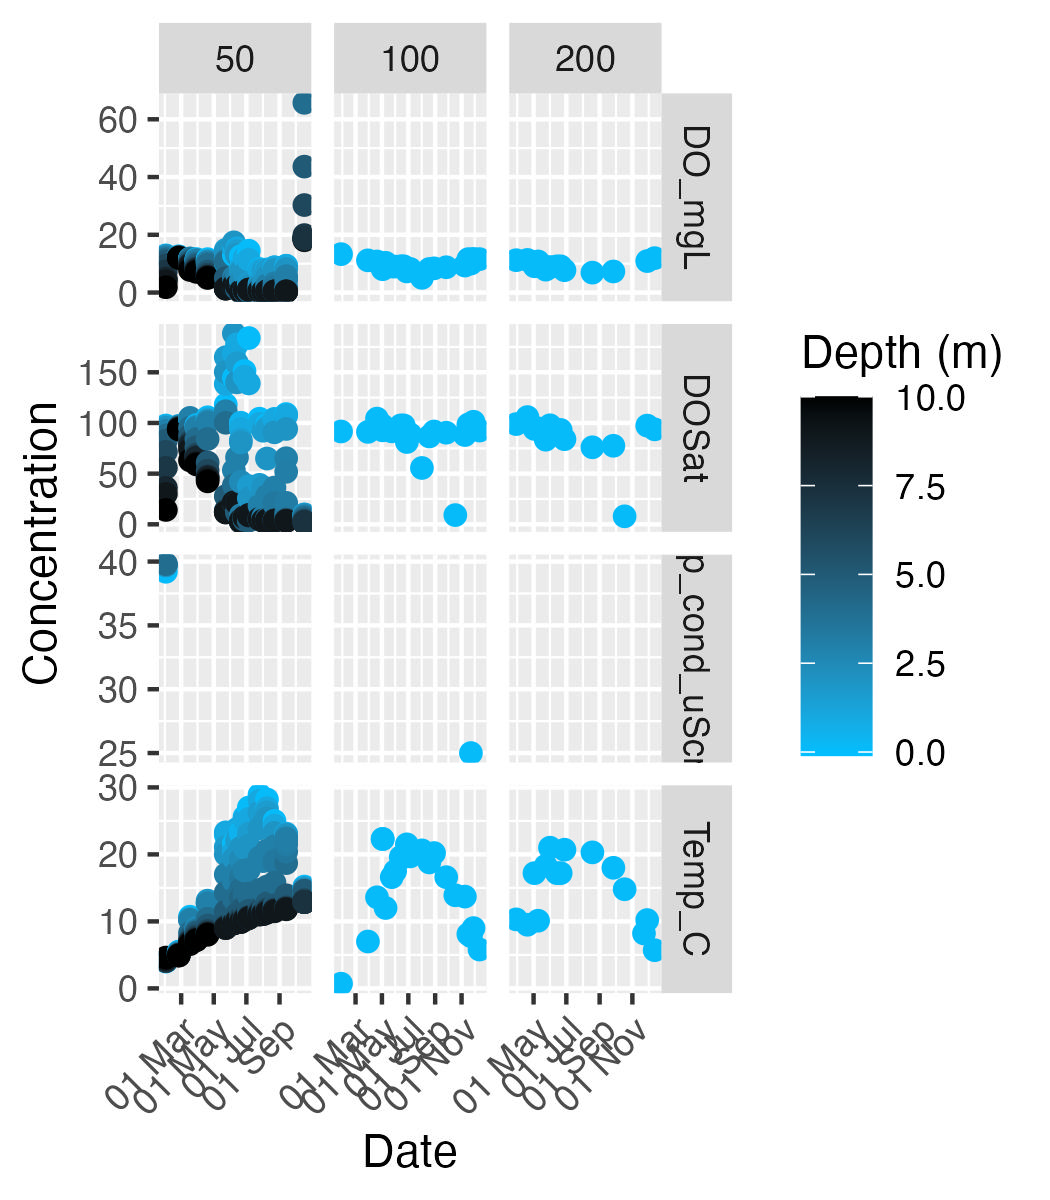 50 100 200
60
40
20
0
DO_mgL
150
100
50
0
DOSat
40
35
30
25
p_cond_uSc
30
20
10
0
Temp_C
01 Mar 01 May 01 Jul 01 Sep
01 Mar 01 May 01 Jul 01 Sep 01 Nov
01 May 01 Jul 01 Sep 01 Nov
Date
Concentration
Depth (m)
10.0
7.5
5.0
2.5
0.0